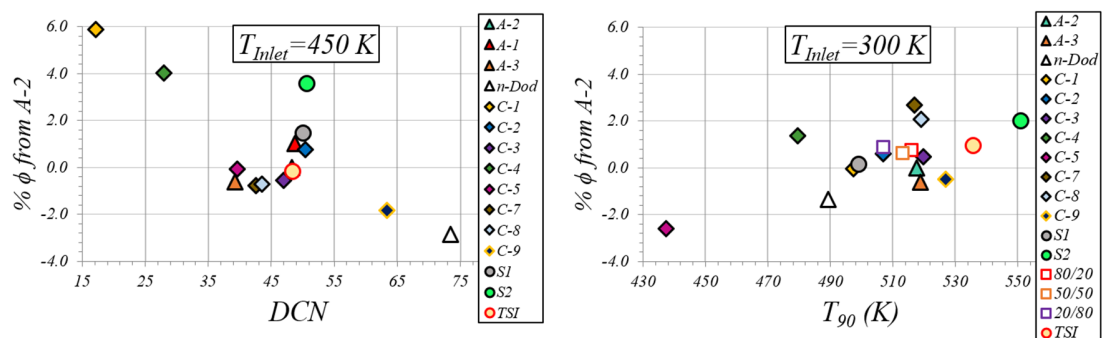 T_Inlet=450 K
% ϕ from A-2
6.0
4.0
2.0
0.0
-2.0
-4.0
15
25
35
45
55
65
75
DCN
A-2
A-1
A-3
n-Dod
C-1
C-2
C-3
C-4
C-5
C-7
C-8
C-9
S1
S2
TSI
T_Inlet=300 K
% ϕ from A-2
6.0
4.0
2.0
0.0
-2.0
-4.0
430
450
470
490
510
530
550
T_90 (K)
A-2
A-3
n-Dod
C-1
C-2
C-3
C-4
C-5
C-7
C-8
C-9
S1
S2
80/20
50/50
20/80
TSI